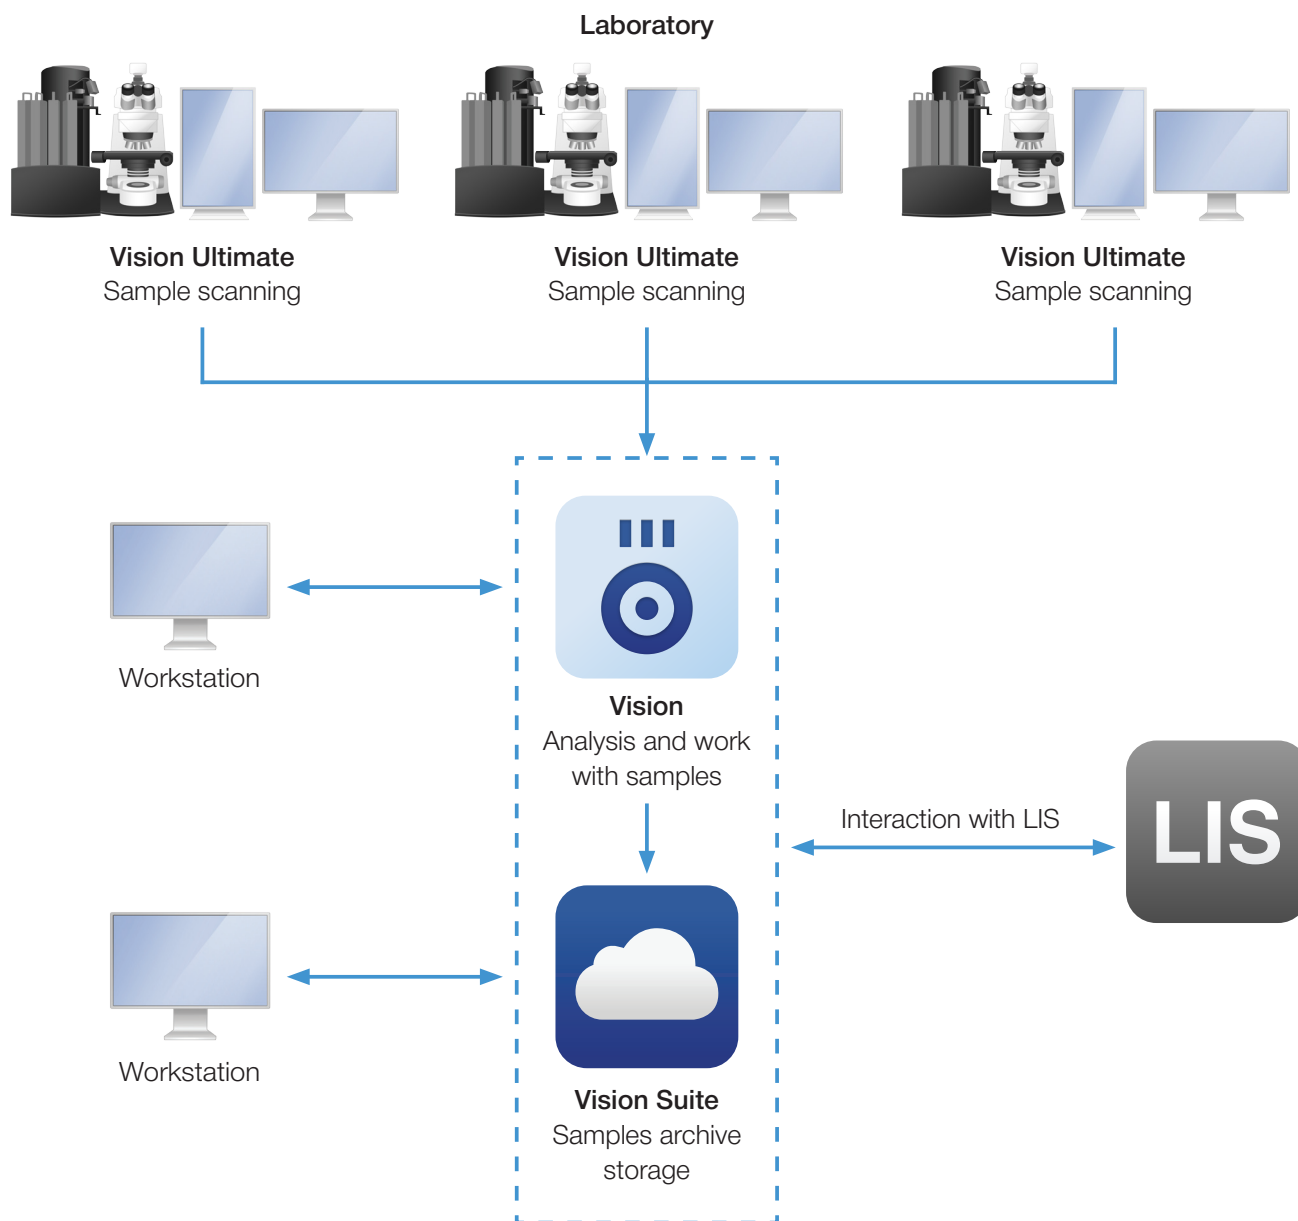 Laboratory
Vision Ultimate
Sample scanning
Vision Ultimate
Sample scanning
Vision Ultimate
Sample scanning
Workstation
Vision
Analysis and work
with samples
Interaction with LIS
LIS
Workstation
Vision Suite
Samples archive
storage